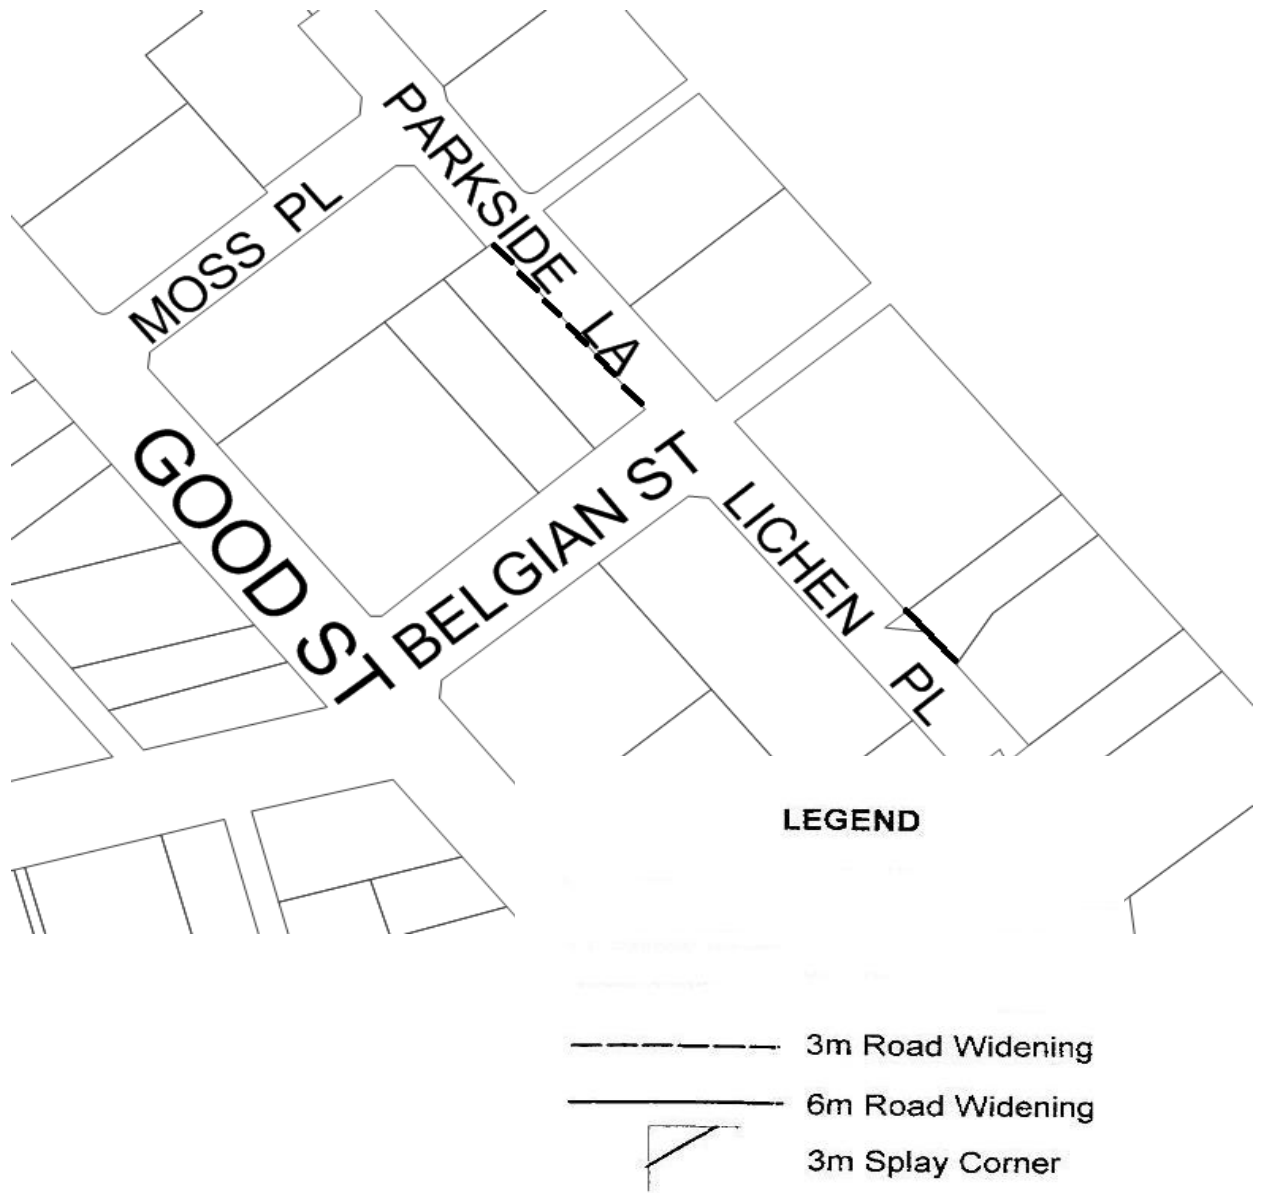 PARKSIDE LA
MOSS PL
GOOD ST
BELGIAN ST
LICHEN PL
LEGEND
3m Road Widening
6m Road Widening
3m Splay Corner